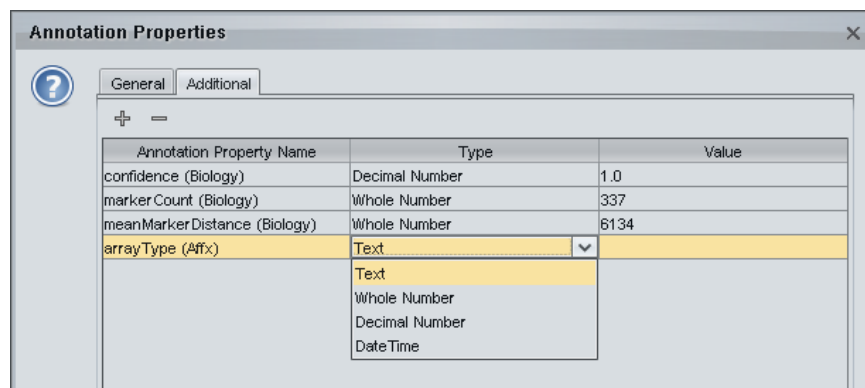 Annotation Properties
General Additional
Annotation Property Name Type Value
confidence (Biology) Decimal Number 1.0
markerCount (Biology) Whole Number 337
meanMarkerDistance (Biology) Whole Number 6134
arrayType (Affx) Text
Text
Whole Number
Decimal Number
DateTime